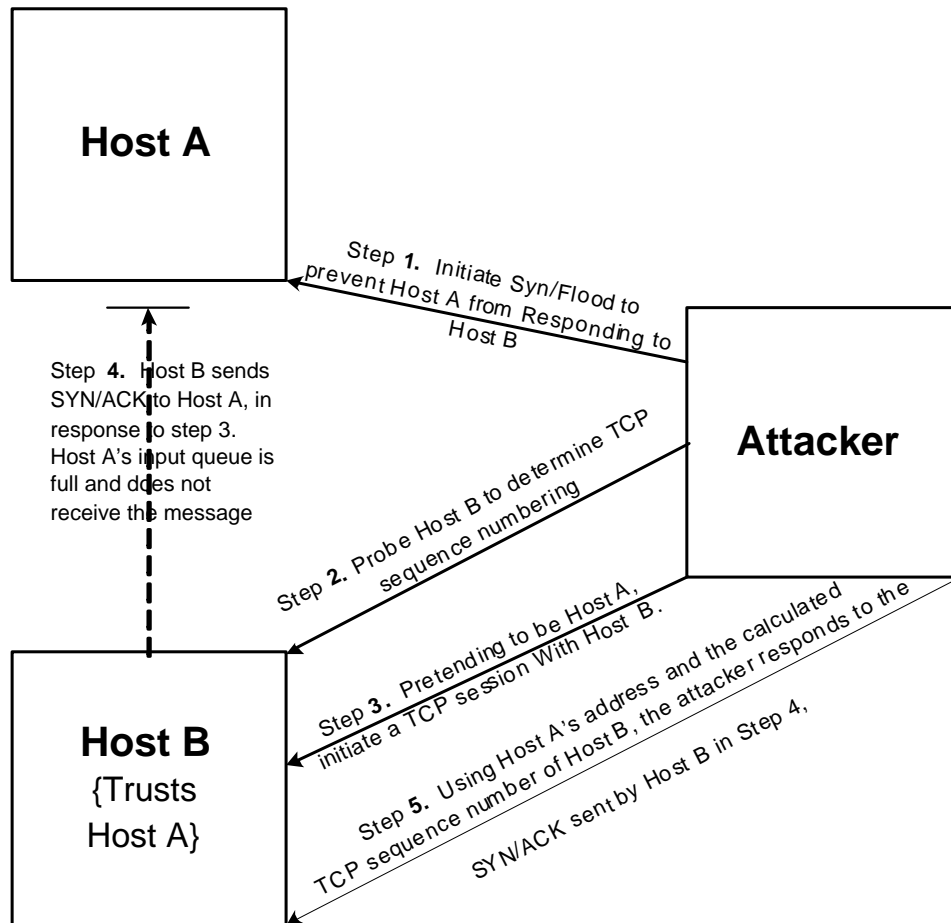 Host A
Step 1. Initiate Syn/Flood to
prevent Host A from Responding to
Host B
Step 4. Host B sends
SYN/ACK to Host A, in
response to step 3.
Host A's input queue is
full and does not
receive the message
Attacker
Step 2. Probe Host B to determine TCP
sequence numbering
Step 3. Pretending to be Host A,
initiate a TCP session With Host B.
Step 5. Using Host A's address and the calculated
TCP sequence number of Host B, the attacker responds to the
SYN/ACK sent by Host B in Step 4,
Host B
{Trusts
Host A}